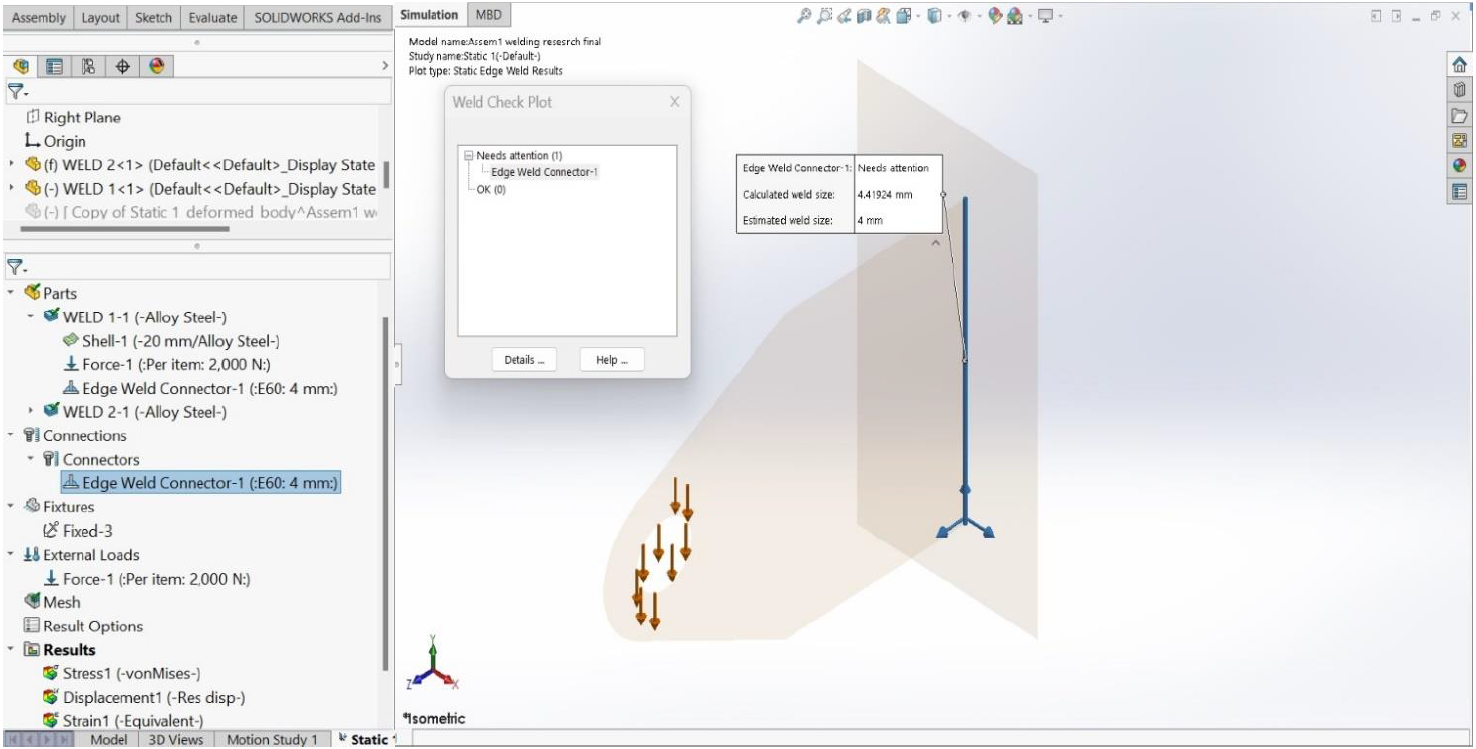 Assembly Layout Sketch Evaluate SOLIDWORKS Add-Ins Simulation MBD
Model name:Assem1 welding resesrch final
Study name:Static 1(-Default-)
Plot type: Static Edge Weld Results
Right Plane
Origin
(f) WELD 2<1> (Default<<Default>_Display State
(-) WELD 1<1> (Default<<Default>_Display State
(-) [ Copy of Static 1 deformed body^Assem1 w
Parts
WELD 1-1 (-Alloy Steel-)
Shell-1 (-20 mm/Alloy Steel-)
Force-1 (:Per item: 2,000 N:)
Edge Weld Connector-1 (:E60: 4 mm:)
WELD 2-1 (-Alloy Steel-)
Connections
Connectors
Edge Weld Connector-1 (:E60: 4 mm:)
Fixtures
Fixed-3
External Loads
Force-1 (:Per item: 2,000 N:)
Mesh
Result Options
Results
Stress1 (-vonMises-)
Displacement1 (-Res disp-)
Strain1 (-Equivalent-)
Model 3D Views Motion Study 1 Static 1
Weld Check Plot X
Needs attention (1)
Edge Weld Connector-1
OK (0)
Details ... Help ...
Edge Weld Connector-1: Needs attention
Calculated weld size: 4.41924 mm
Estimated weld size: 4 mm
Y
Z X
*Isometric